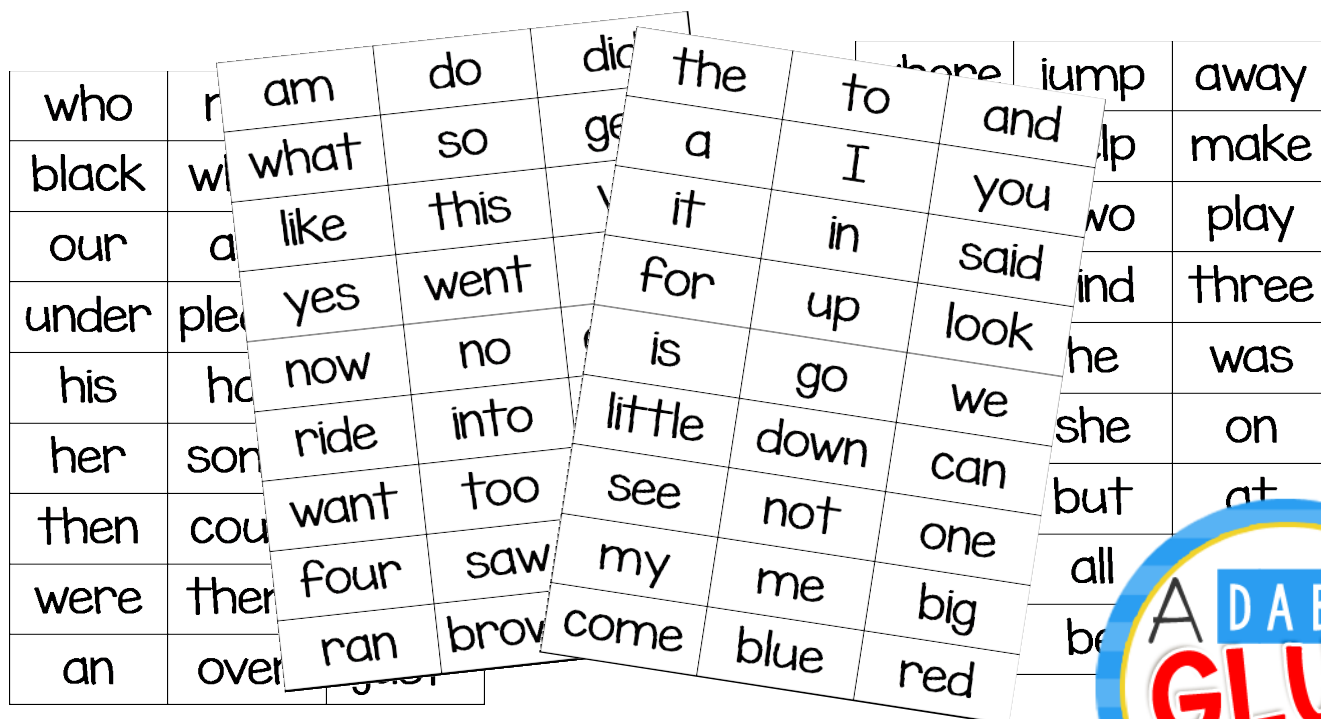 who
black
our
under
his
her
then
were
an over
am do did
what so
like this
yes went
now no
ride into
want too
four saw
ran
the to and
a I you
it in said
for up look
is go we
little down can
see not one
my me big
come blue red
jump away
make
play
three
he was
she on
but at
all
A